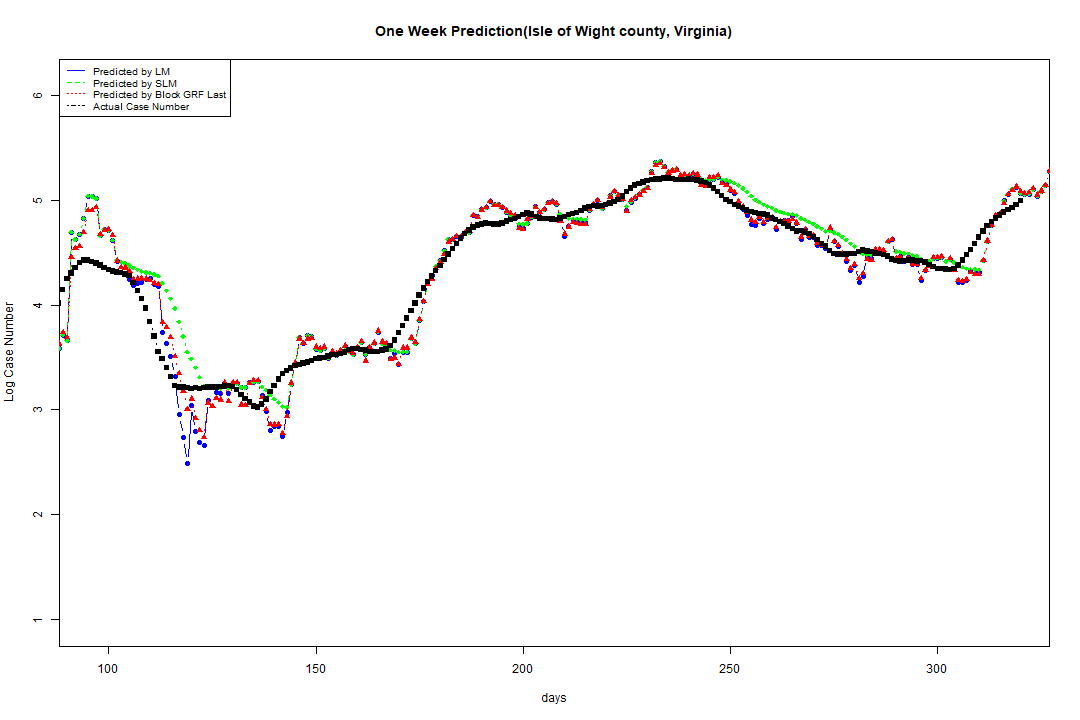 One Week Prediction(Isle of Wight county, Virginia)
Predicted by LM
Predicted by SLM
Predicted by Block GRF Last
Actual Case Number
6
5
4
3
2
1
Log Case Number
100 150 200 250 300
days